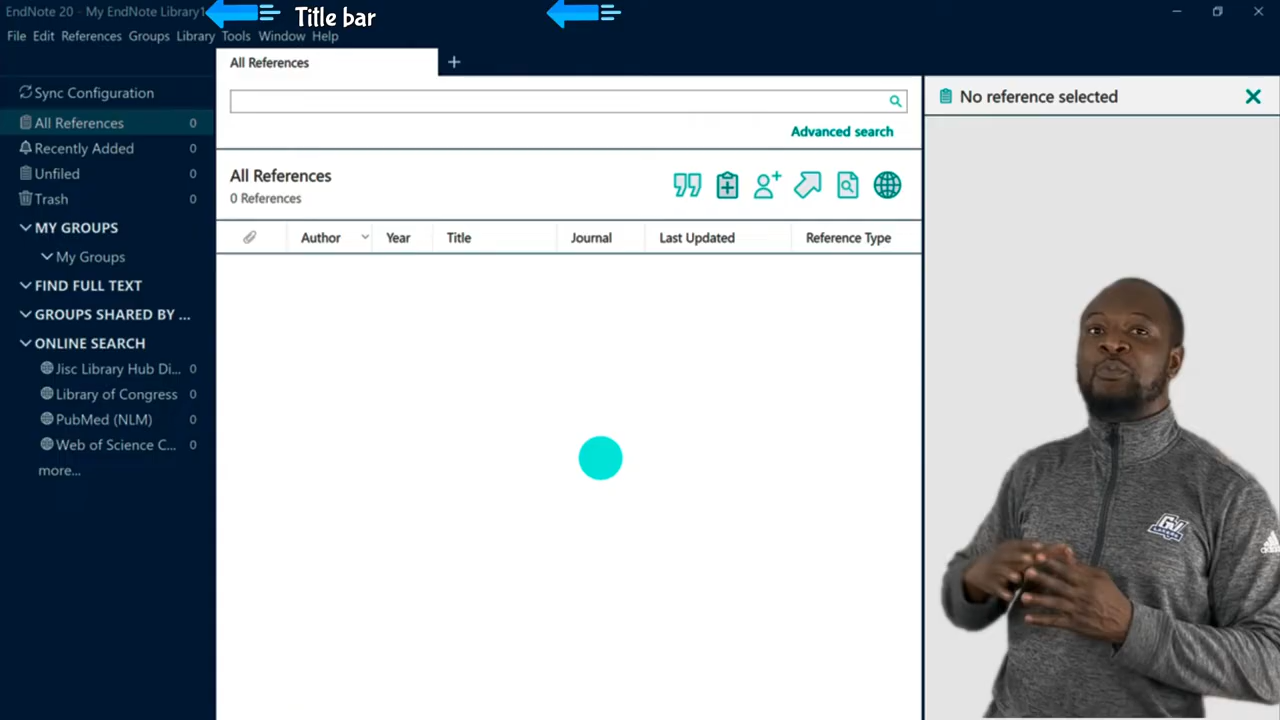 EndNote 20 - My EndNote Library1
Title bar
File Edit References Groups Library Tools Window Help
All References
Sync Configuration
No reference selected
All References 0
Advanced search
Recently Added 0
Unfiled 0
All References
Trash 0
0 References
MY GROUPS
Author Year Title Journal Last Updated Reference Type
My Groups
FIND FULL TEXT
GROUPS SHARED BY ...
ONLINE SEARCH
Jisc Library Hub Di... 0
Library of Congress 0
PubMed (NLM) 0
Web of Science C... 0
more...
GV
LAKERS
adidas